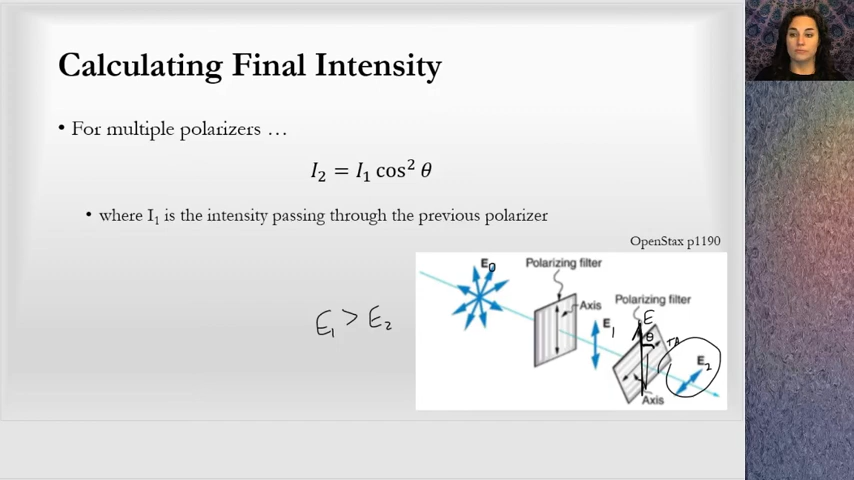 Calculating Final Intensity
• For multiple polarizers …
I₂ = I₁ cos² θ
• where I₁ is the intensity passing through the previous polarizer
OpenStax p1190
E₀
Polarizing filter
Axis
E₁
Polarizing filter
E
θ
TA
E₂
Axis
E₁ > E₂